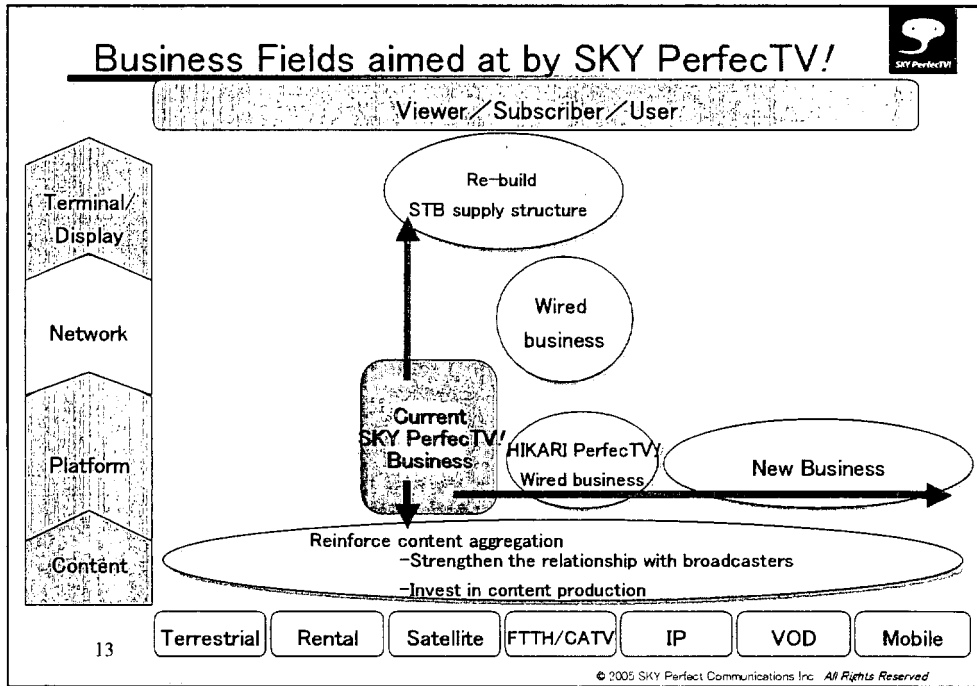 Business Fields aimed at by SKY PerfecTV!
SKY PerfecTV!
Viewer／Subscriber／User
Terminal/
Display
Network
Platform
Content
Re-build
STB supply structure
Wired
business
Current
SKY PerfecTV!
Business
HIKARI PerfecTV!
Wired business
New Business
Reinforce content aggregation
-Strengthen the relationship with broadcasters
-Invest in content production
Terrestrial
Rental
Satellite
FTTH/CATV
IP
VOD
Mobile
13
© 2005 SKY Perfect Communications Inc. All Rights Reserved